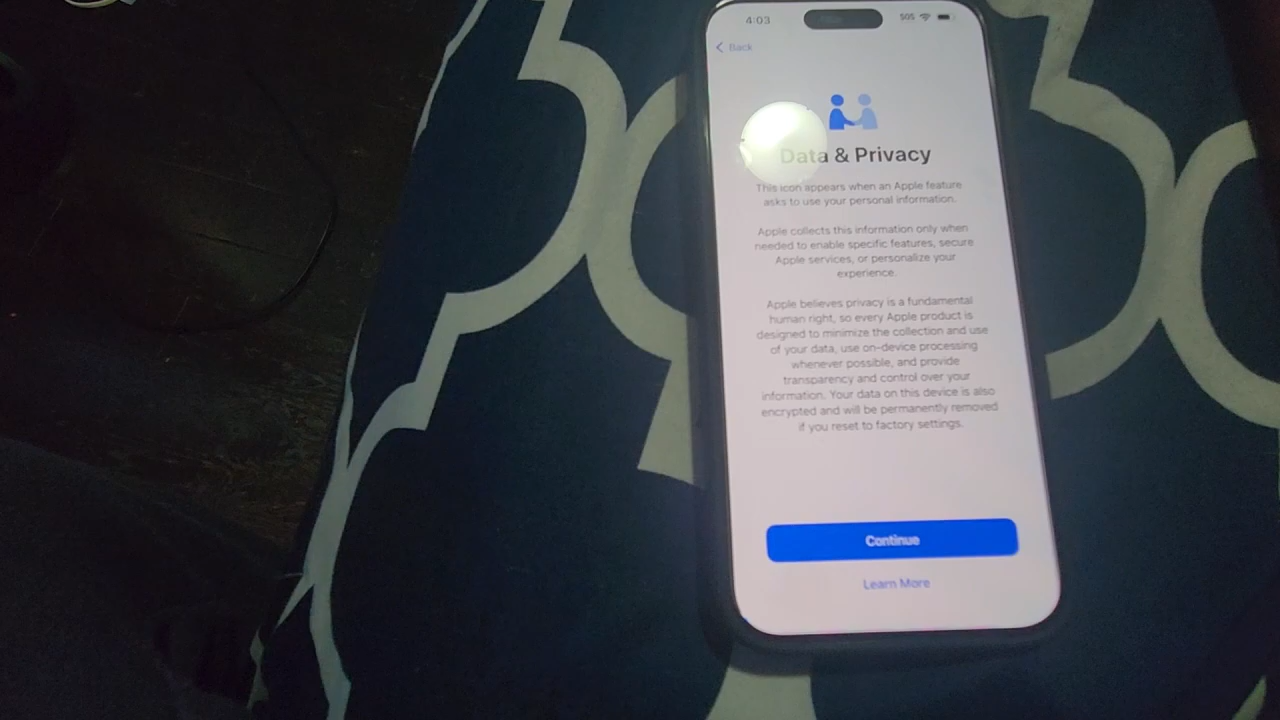 4:03
SOS
Back
Data & Privacy
This icon appears when an Apple feature
asks to use your personal information.
Apple collects this information only when
needed to enable specific features, secure
Apple services, or personalize your
experience.
Apple believes privacy is a fundamental
human right, so every Apple product is
designed to minimize the collection and use
of your data, use on-device processing
whenever possible, and provide
transparency and control over your
information. Your data on this device is also
encrypted and will be permanently removed
if you reset to factory settings.
Continue
Learn More